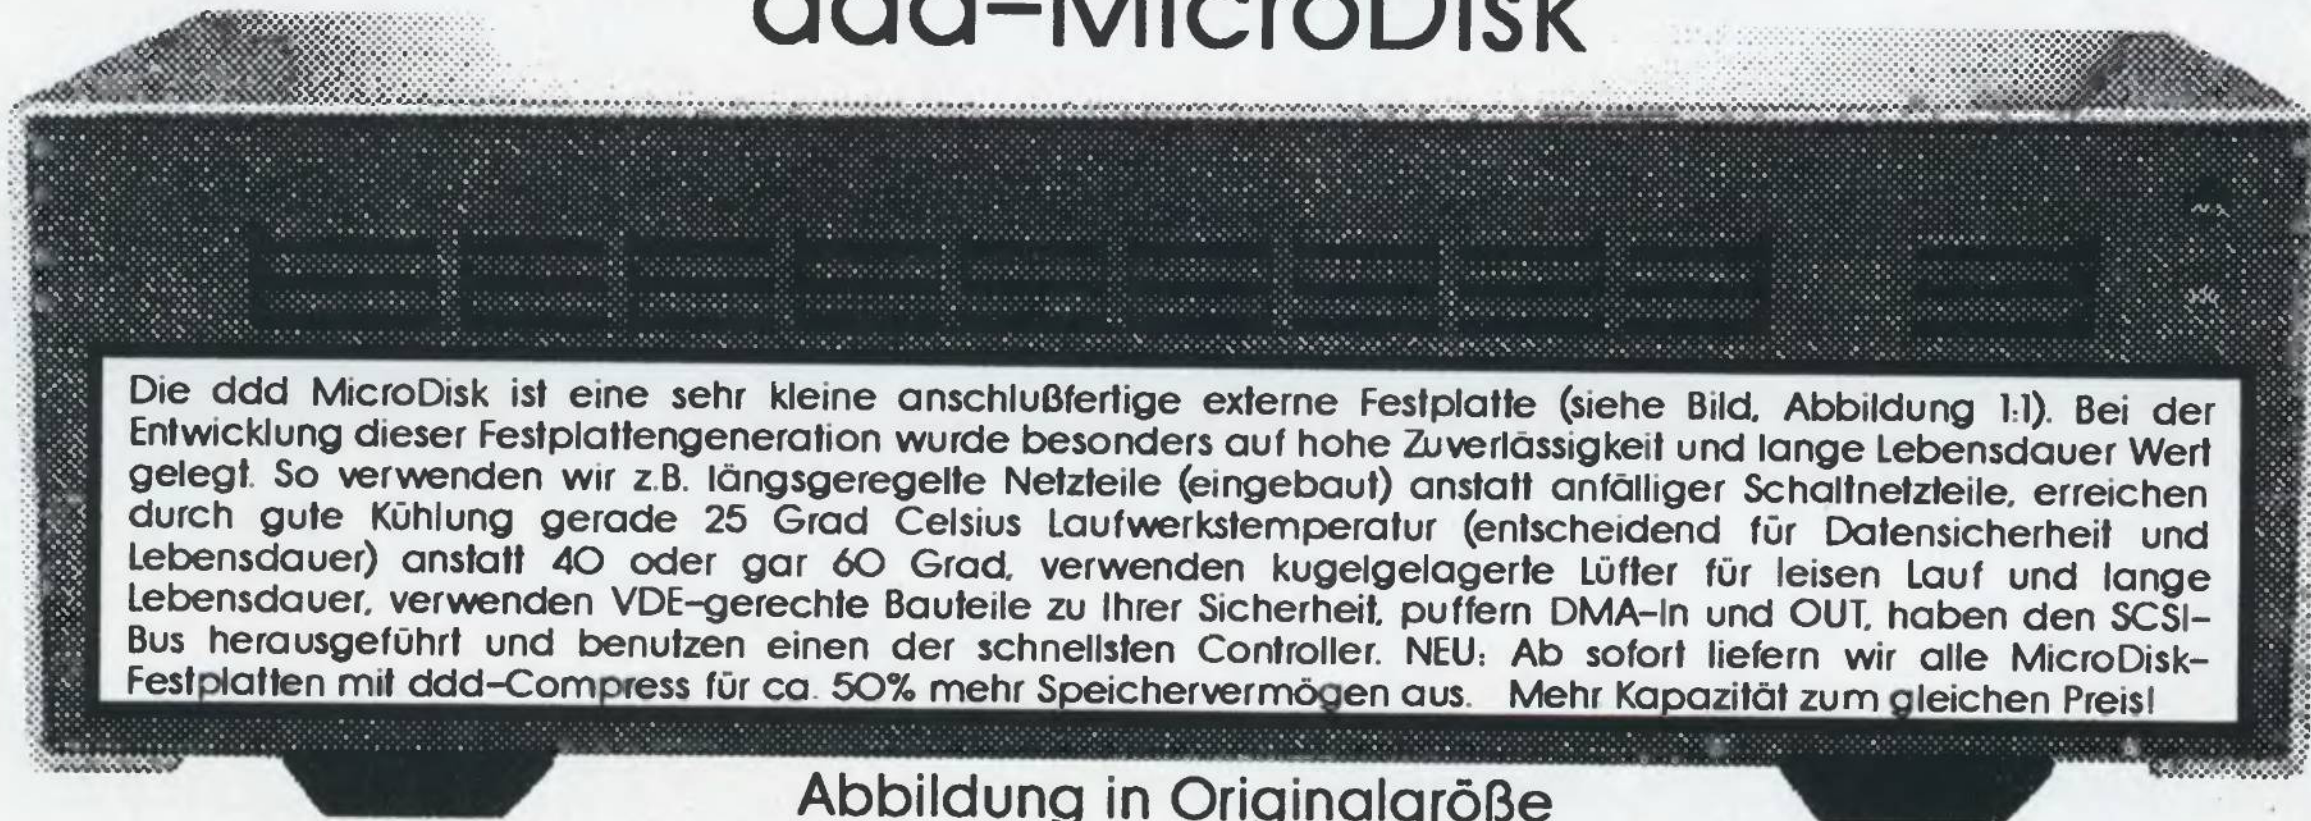 ddd-MicroDisk
Die ddd MicroDisk ist eine sehr kleine anschlußfertige externe Festplatte (siehe Bild, Abbildung 1:1). Bei der
Entwicklung dieser Festplattengeneration wurde besonders auf hohe Zuverlässigkeit und lange Lebensdauer Wert
gelegt. So verwenden wir z.B. längsgeregelte Netzteile (eingebaut) anstatt anfälliger Schaltnetzteile, erreichen
durch gute Kühlung gerade 25 Grad Celsius Laufwerkstemperatur (entscheidend für Datensicherheit und
Lebensdauer) anstatt 40 oder gar 60 Grad, verwenden kugelgelagerte Lüfter für leisen Lauf und lange
Lebensdauer, verwenden VDE-gerechte Bauteile zu Ihrer Sicherheit, puffern DMA-In und OUT, haben den SCSI-
Bus herausgeführt und benutzen einen der schnellsten Controller. NEU: Ab sofort liefern wir alle MicroDisk-
Festplatten mit ddd-Compress für ca. 50% mehr Speichervermögen aus. Mehr Kapazität zum gleichen Preis!
Abbildung in Originalgröße